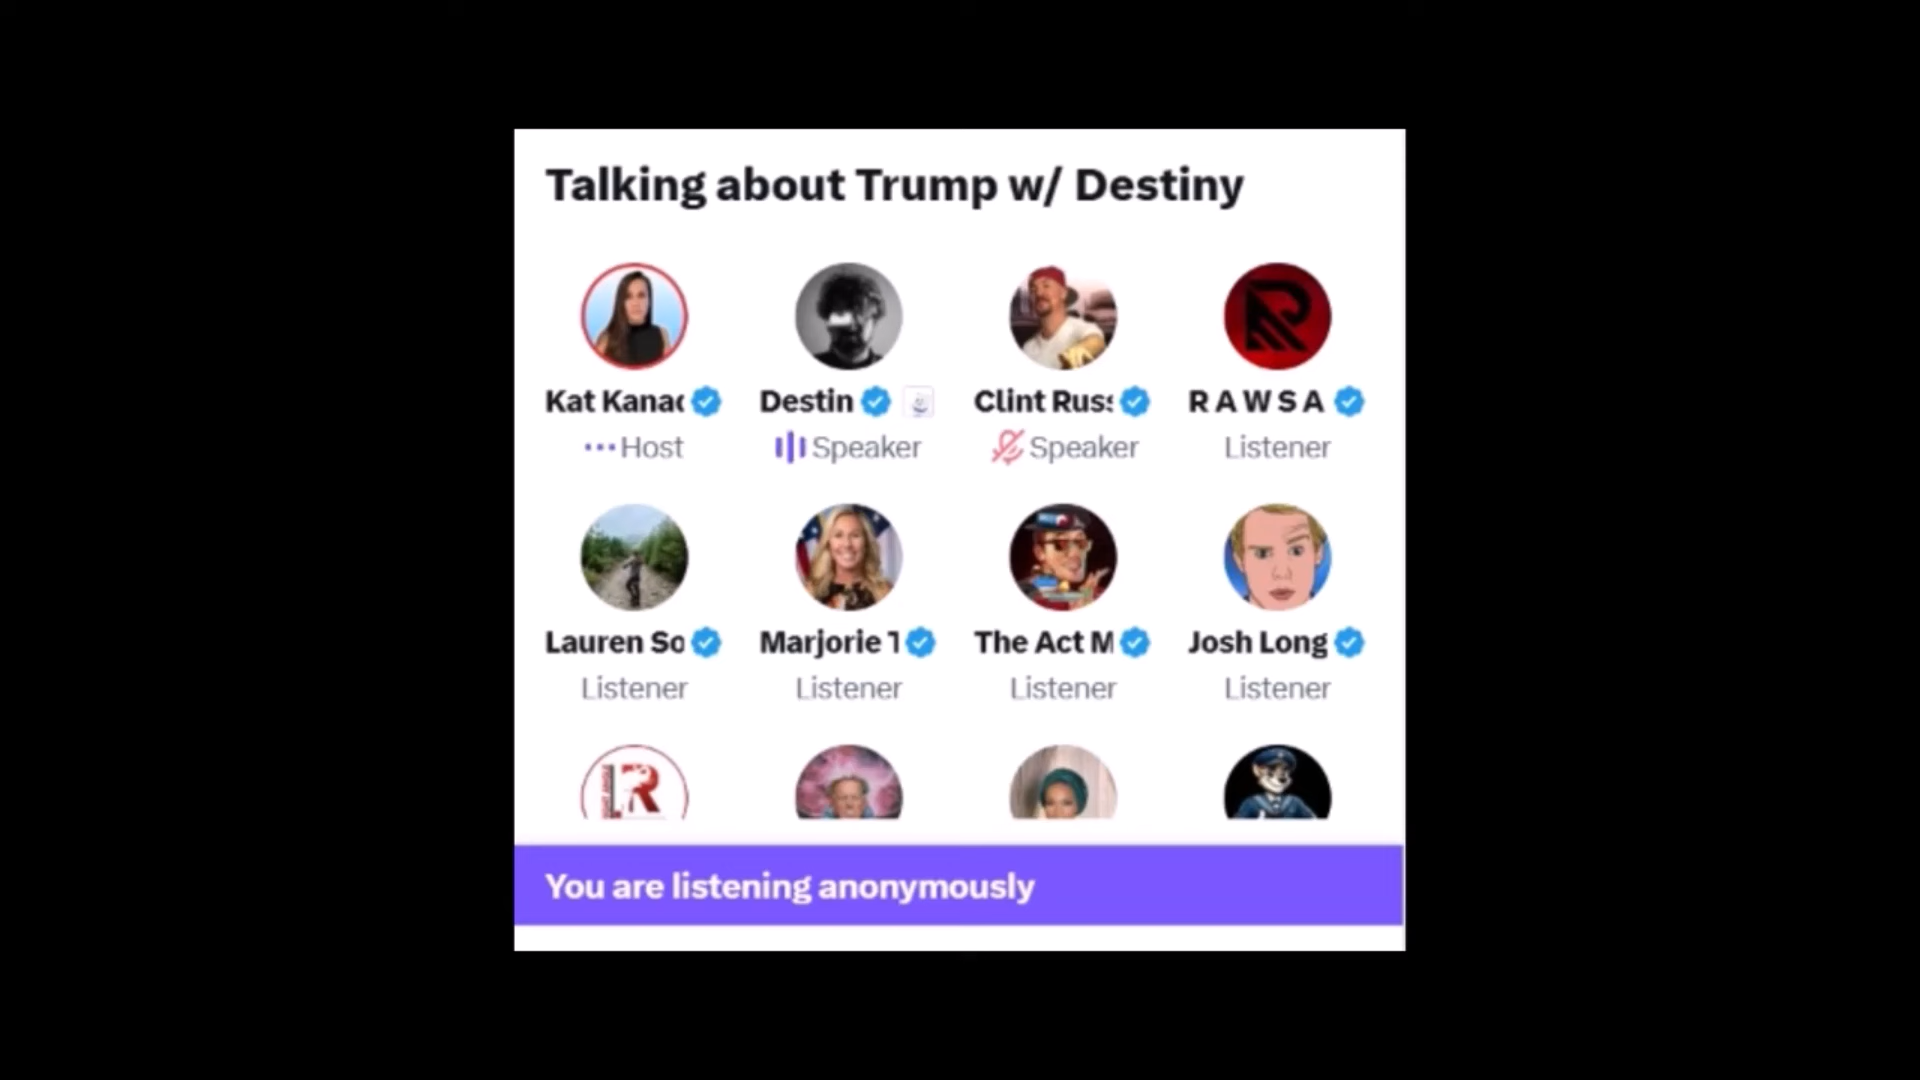 Talking about Trump w/ Destiny
Kat Kana
Destin
Clint Rus
R A W S A
Host
Speaker
Speaker
Listener
Lauren So
Marjorie
The Act M
Josh Long
Listener
Listener
Listener
Listener
R
You are listening anonymously